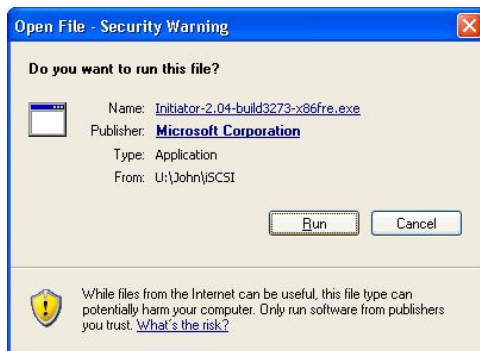 Open File - Security Warning
Do you want to run this file?
Name: Initiator-2.04-build3273-x86fre.exe
Publisher: Microsoft Corporation
Type: Application
From: U:\John\iSCSI
Run Cancel
While files from the Internet can be useful, this file type can
potentially harm your computer. Only run software from publishers
you trust. What's the risk?